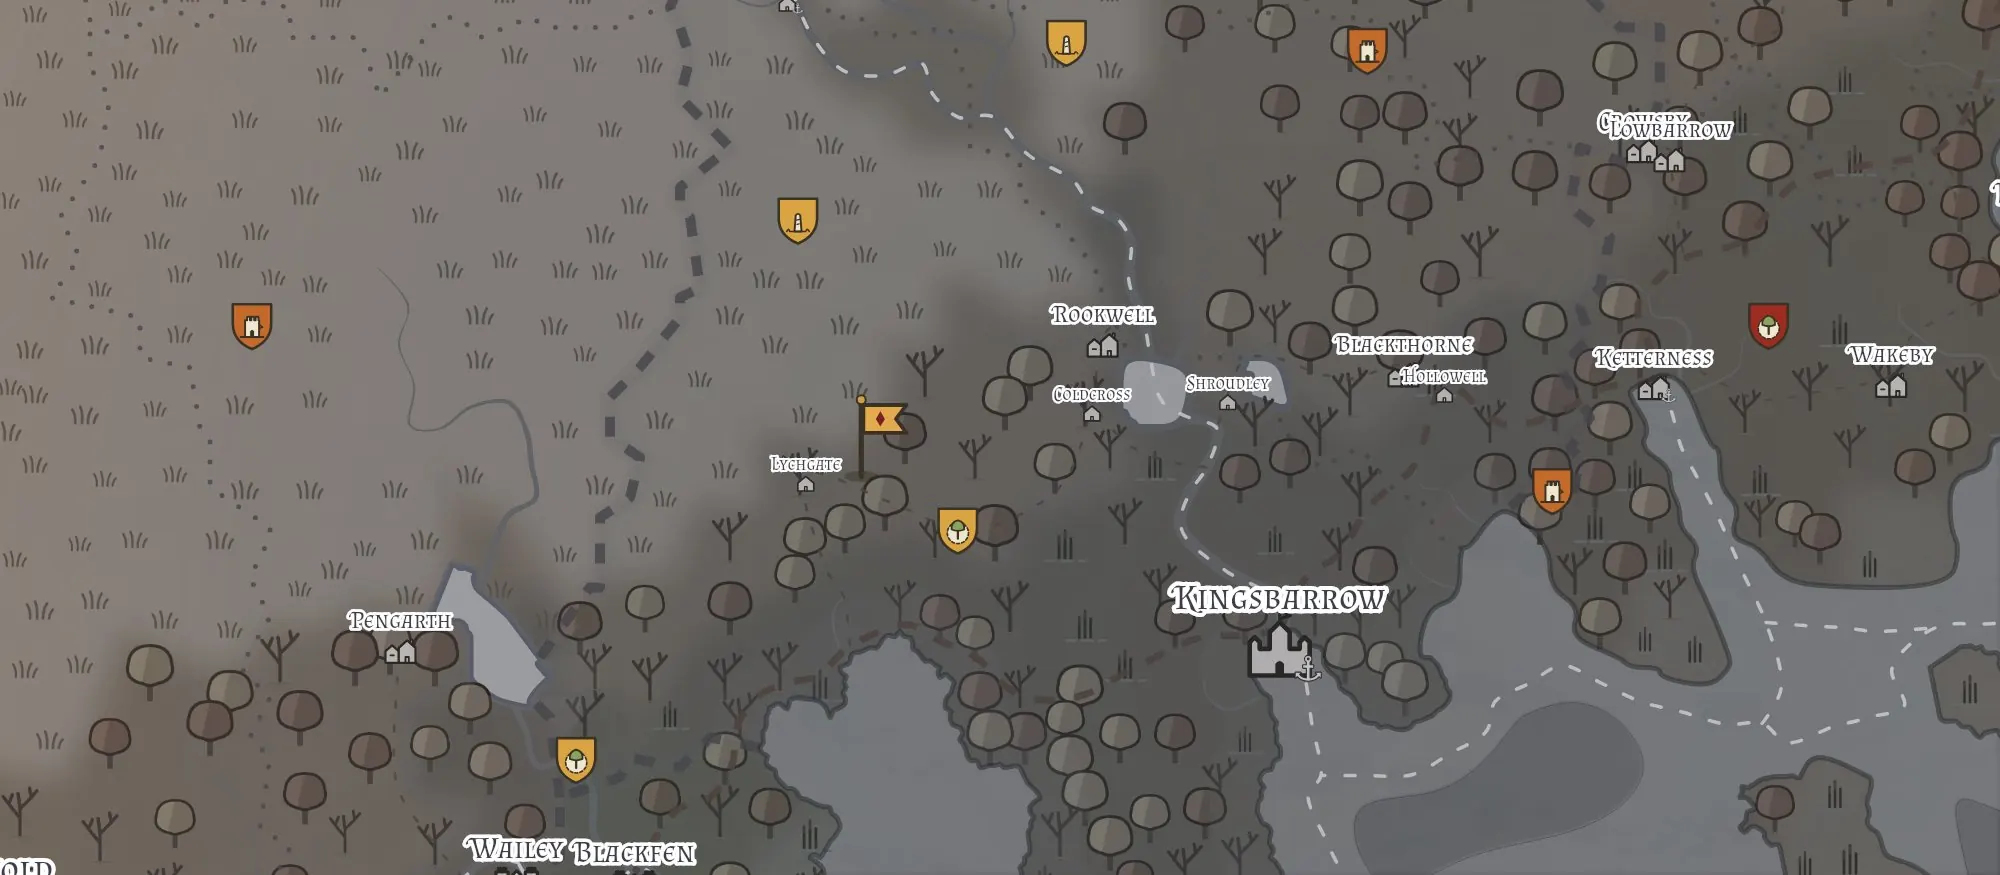 Lowbarrow
Rookwell
Blackthorne
Ketterness
Wakeby
Hollowell
Shroudley
Coldcross
Lychgate
Kingsbarrow
Pengarth
Wailey
Blackfen